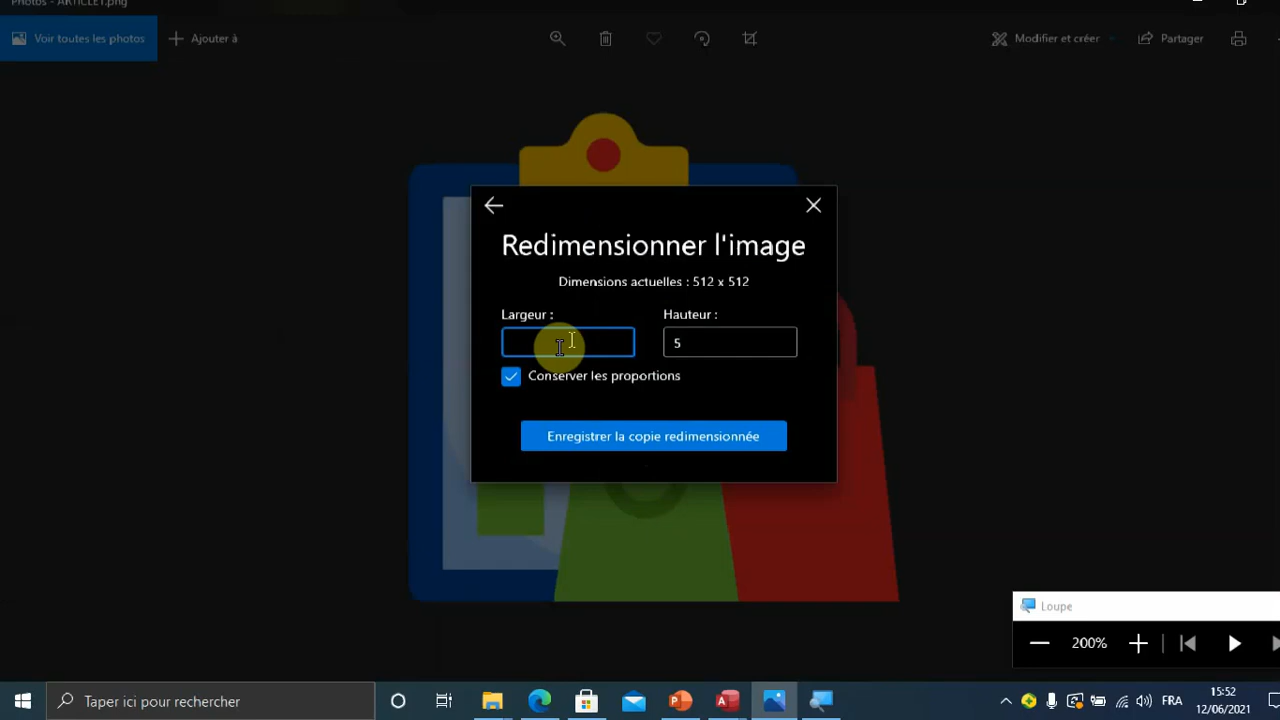 Photos - ARTICLE1.png
Voir toutes les photos
Ajouter à
Modifier et créer
Partager
Redimensionner l'image
Dimensions actuelles : 512 x 512
Largeur :
Hauteur :
5
Conserver les proportions
Enregistrer la copie redimensionnée
Loupe
200%
Taper ici pour rechercher
FRA
15:52
12/06/2021